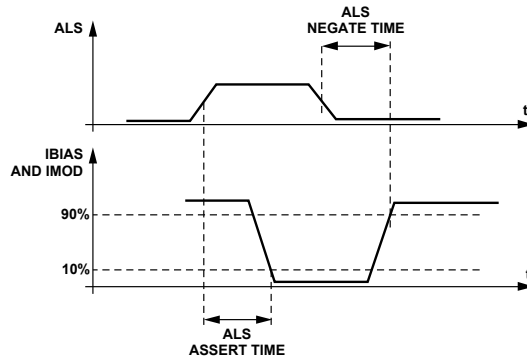 ALS
ALS
NEGATE TIME
t
IBIAS
AND IMOD
90%
10%
t
ALS
ASSERT TIME